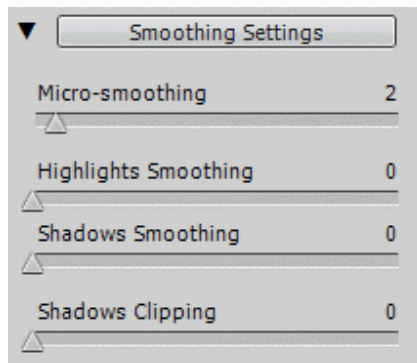 Smoothing Settings
Micro-smoothing 2
Highlights Smoothing 0
Shadows Smoothing 0
Shadows Clipping 0